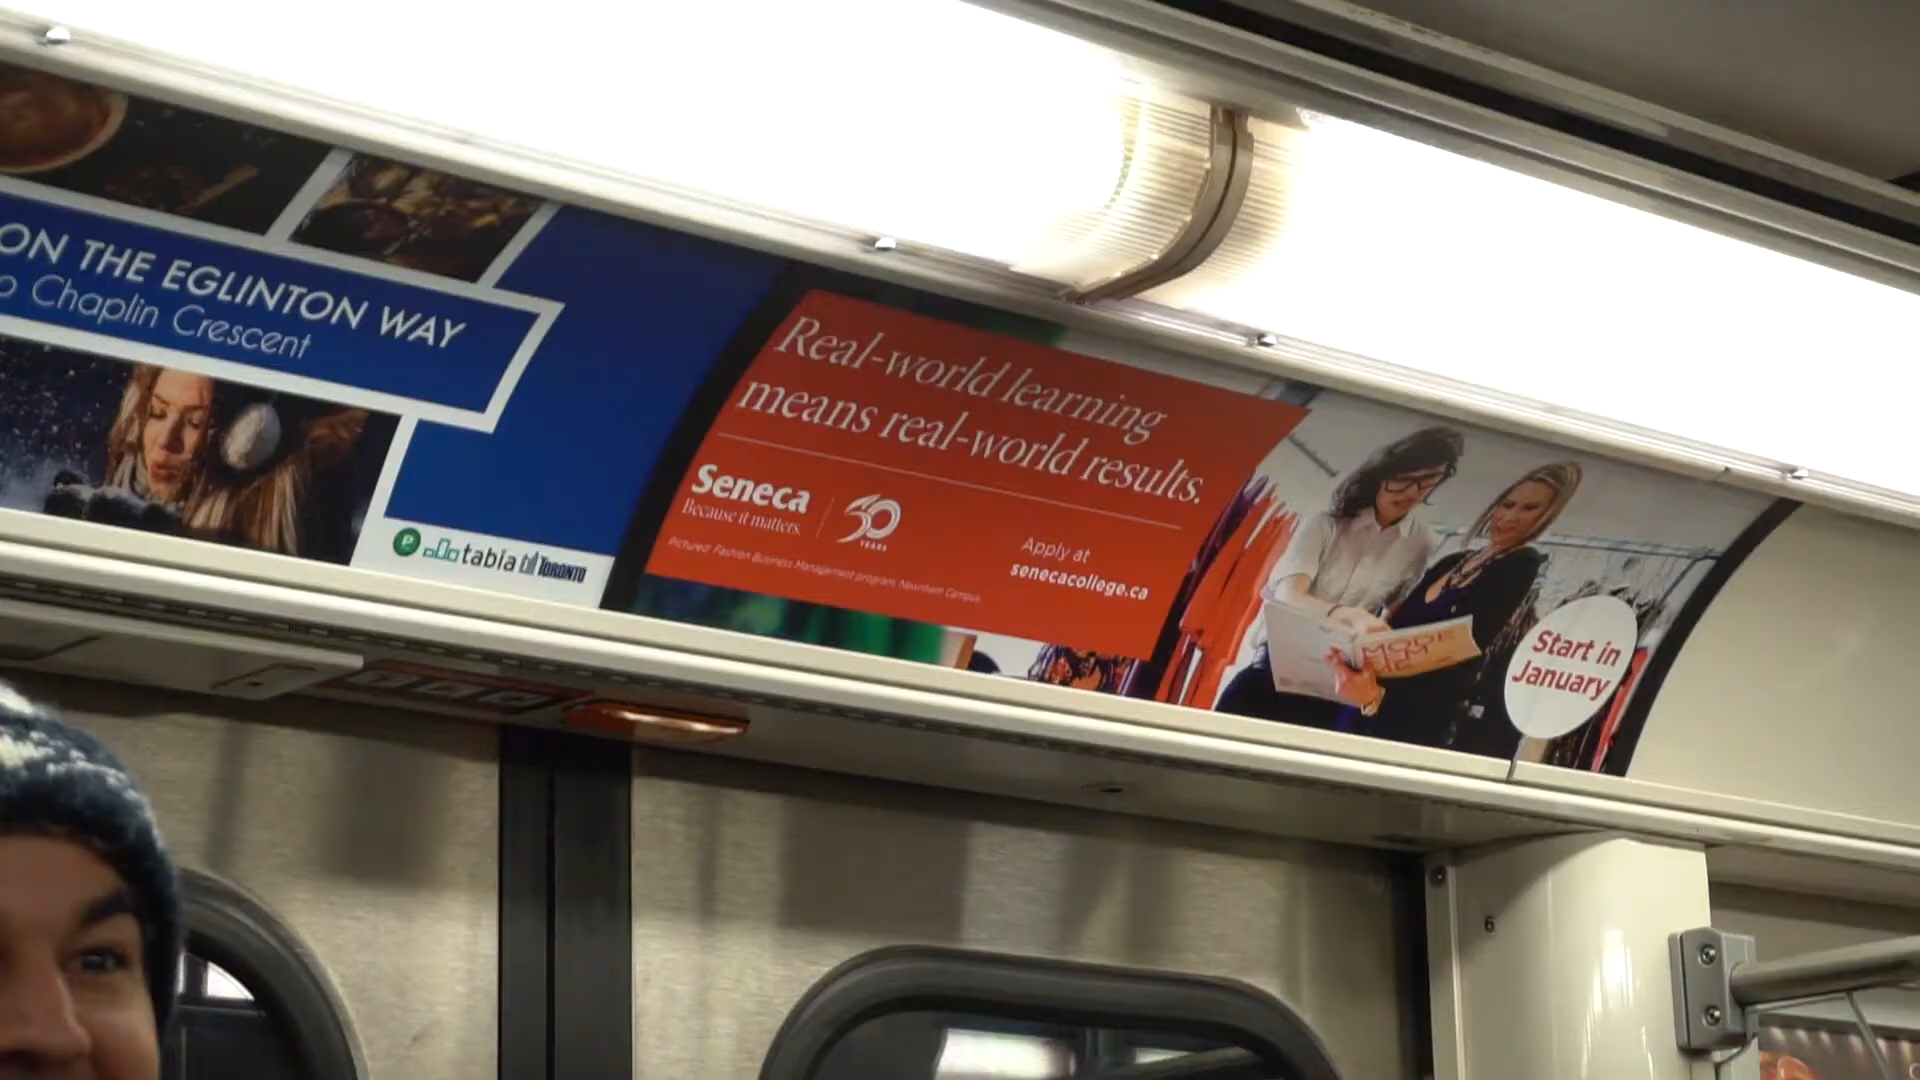 ON THE EGLINTON WAY
Chaplin Crescent
P
tabia
TORONTO
Real-world learning
means real-world results.
Seneca
Because it matters.
50
YEARS
Pictured: Fashion Business Management program, Newnham Campus
Apply at
senecacollege.ca
Start in
January
6